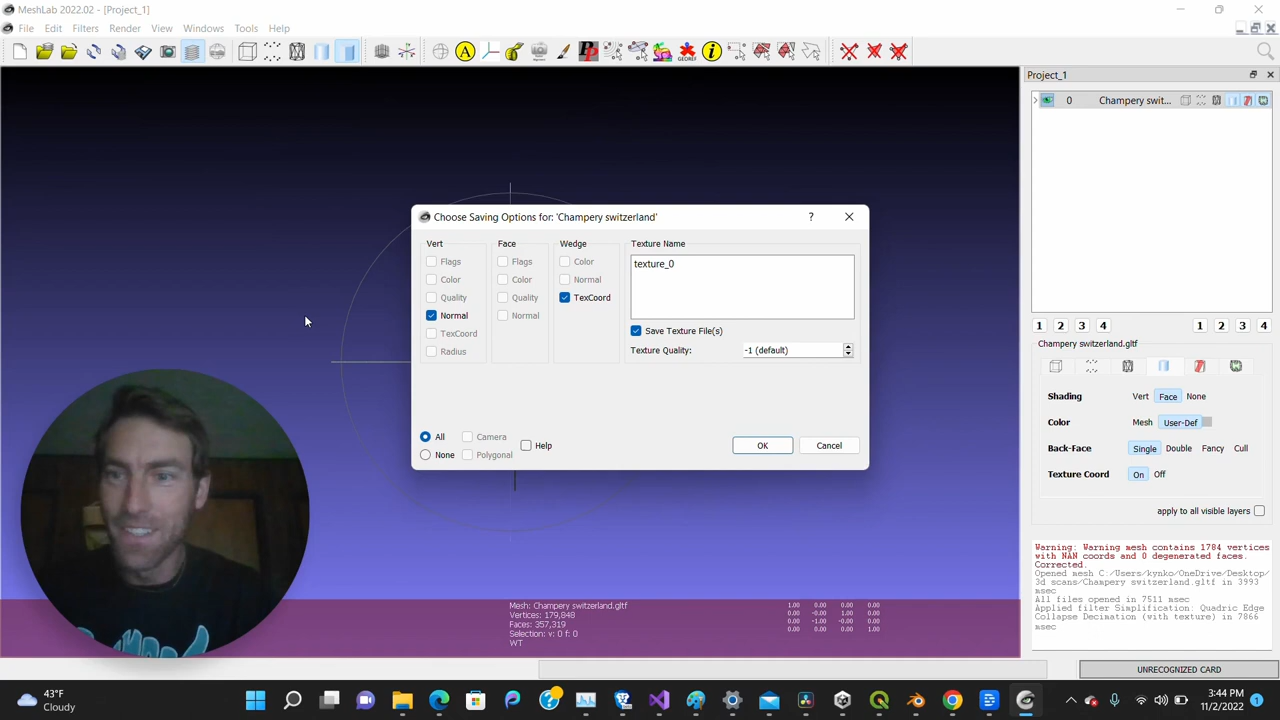 MeshLab 2022.02 - [Project_1]
File Edit Filters Render View Windows Tools Help
A
GEOREF
Project_1
0 Champery swit...
Choose Saving Options for: 'Champery switzerland'
?
Vert
Flags
Color
Quality
Normal
TexCoord
Radius
Face
Flags
Color
Quality
Normal
Wedge
Color
Normal
TexCoord
Texture Name
texture_0
Save Texture File(s)
Texture Quality: -1 (default)
All
None
Camera
Polygonal
Help
OK
Cancel
1 2 3 4 1 2 3 4
Champery switzerland.gltf
Shading Vert Face None
Color Mesh User-Def
Back-Face Single Double Fancy Cull
Texture Coord On Off
apply to all visible layers
Warning: Warning mesh contains 1784 vertices
with NAN coords and 0 degenerated faces.
Corrected.
Opened mesh C:/Users/kynko/OneDrive/Desktop/
3d scans/Champery switzerland.gltf in 3993
msec
All files opened in 7511 msec
Applied filter Simplification: Quadric Edge
Collapse Decimation (with texture) in 7866
msec
Mesh: Champery switzerland.gltf
Vertices: 179,848
Faces: 357,319
Selection: v: 0 f: 0
WT
1.00 0.00 0.00 0.00
0.00 -0.00 1.00 0.00
0.00 -1.00 -0.00 0.00
0.00 0.00 0.00 1.00
UNRECOGNIZED CARD
43°F
Cloudy
3:44 PM
11/2/2022
1